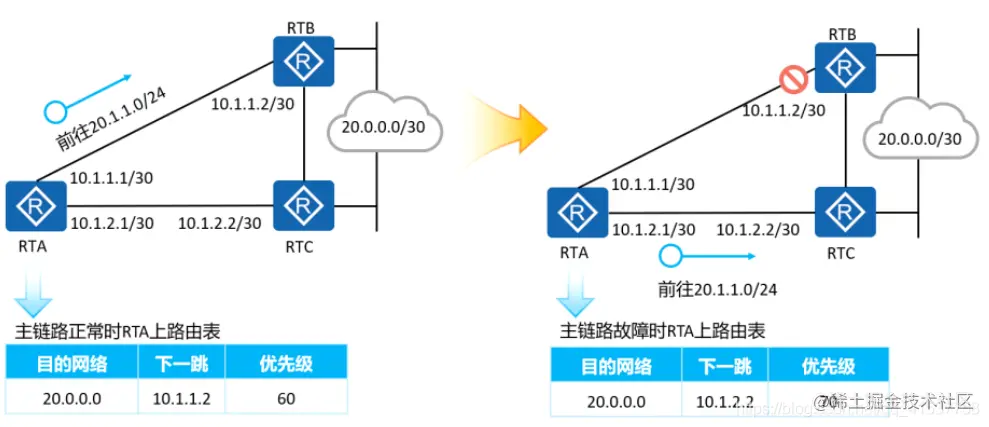 RTB
前往20.1.1.0/24
10.1.1.2/30
20.0.0.0/30
10.1.1.1/30
R
R
R
10.1.2.1/30
10.1.2.2/30
RTA
RTC
主链路正常时RTA上路由表
目的网络 下一跳 优先级
20.0.0.0 10.1.1.2 60
RTB
R
10.1.1.2/30
20.0.0.0/30
10.1.1.1/30
R
R
10.1.2.1/30
10.1.2.2/30
RTA
RTC
前往20.1.1.0/24
主链路故障时RTA上路由表
目的网络 下一跳 优先级
20.0.0.0 10.1.2.2 70
@稀土掘金技术社区